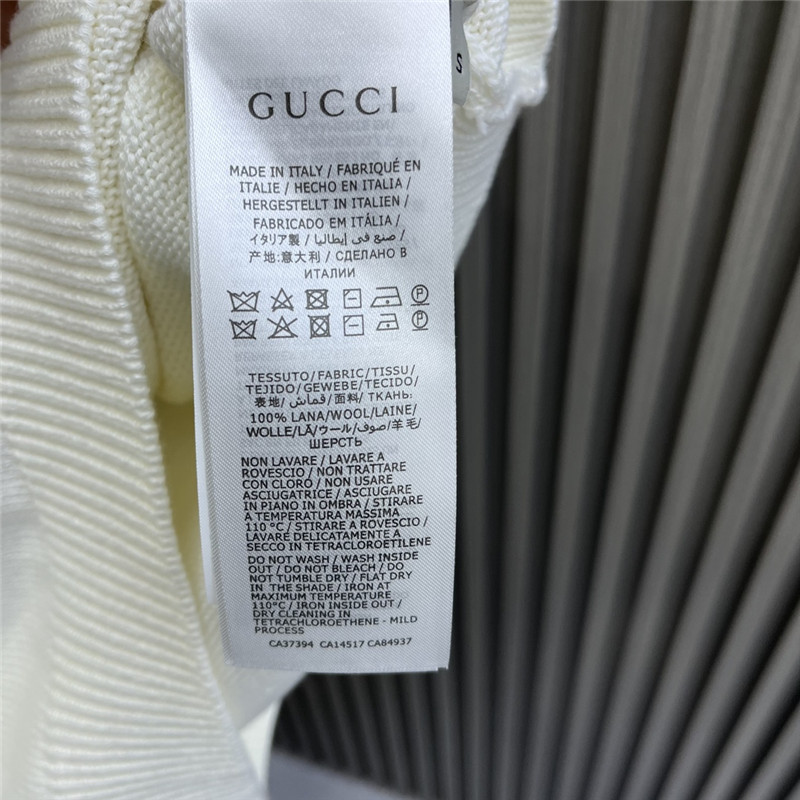 S
GUCCI
MADE IN ITALY / FABRIQUÉ EN
ITALIE / HECHO EN ITALIA /
HERGESTELLT IN ITALIEN /
FABRICADO EM ITÁLIA /
イタリア製 / صنع في إيطاليا /
产地:意大利 / СДЕЛАНО В
ИТАЛИИ
P
P
TESSUTO/FABRIC/TISSU/
TEJIDO/GEWEBE/TECIDO/
表地/قماش/面料/ ТКАНЬ:
100% LANA/WOOL/LAINE/
WOLLE/LÃ/ウール/صوف/羊毛/
ШЕРСТЬ
NON LAVARE / LAVARE A
ROVESCIO / NON TRATTARE
CON CLORO / NON USARE
ASCIUGATRICE / ASCIUGARE
IN PIANO IN OMBRA / STIRARE
A TEMPERATURA MASSIMA
110 °C / STIRARE A ROVESCIO /
LAVARE DELICATAMENTE A
SECCO IN TETRACLOROETILENE
DO NOT WASH / WASH INSIDE
OUT / DO NOT BLEACH / DO
NOT TUMBLE DRY / FLAT DRY
IN THE SHADE / IRON AT
MAXIMUM TEMPERATURE
110°C / IRON INSIDE OUT /
DRY CLEANING IN
TETRACHLOROETHENE - MILD
PROCESS
CA37394 CA14517 CA84937